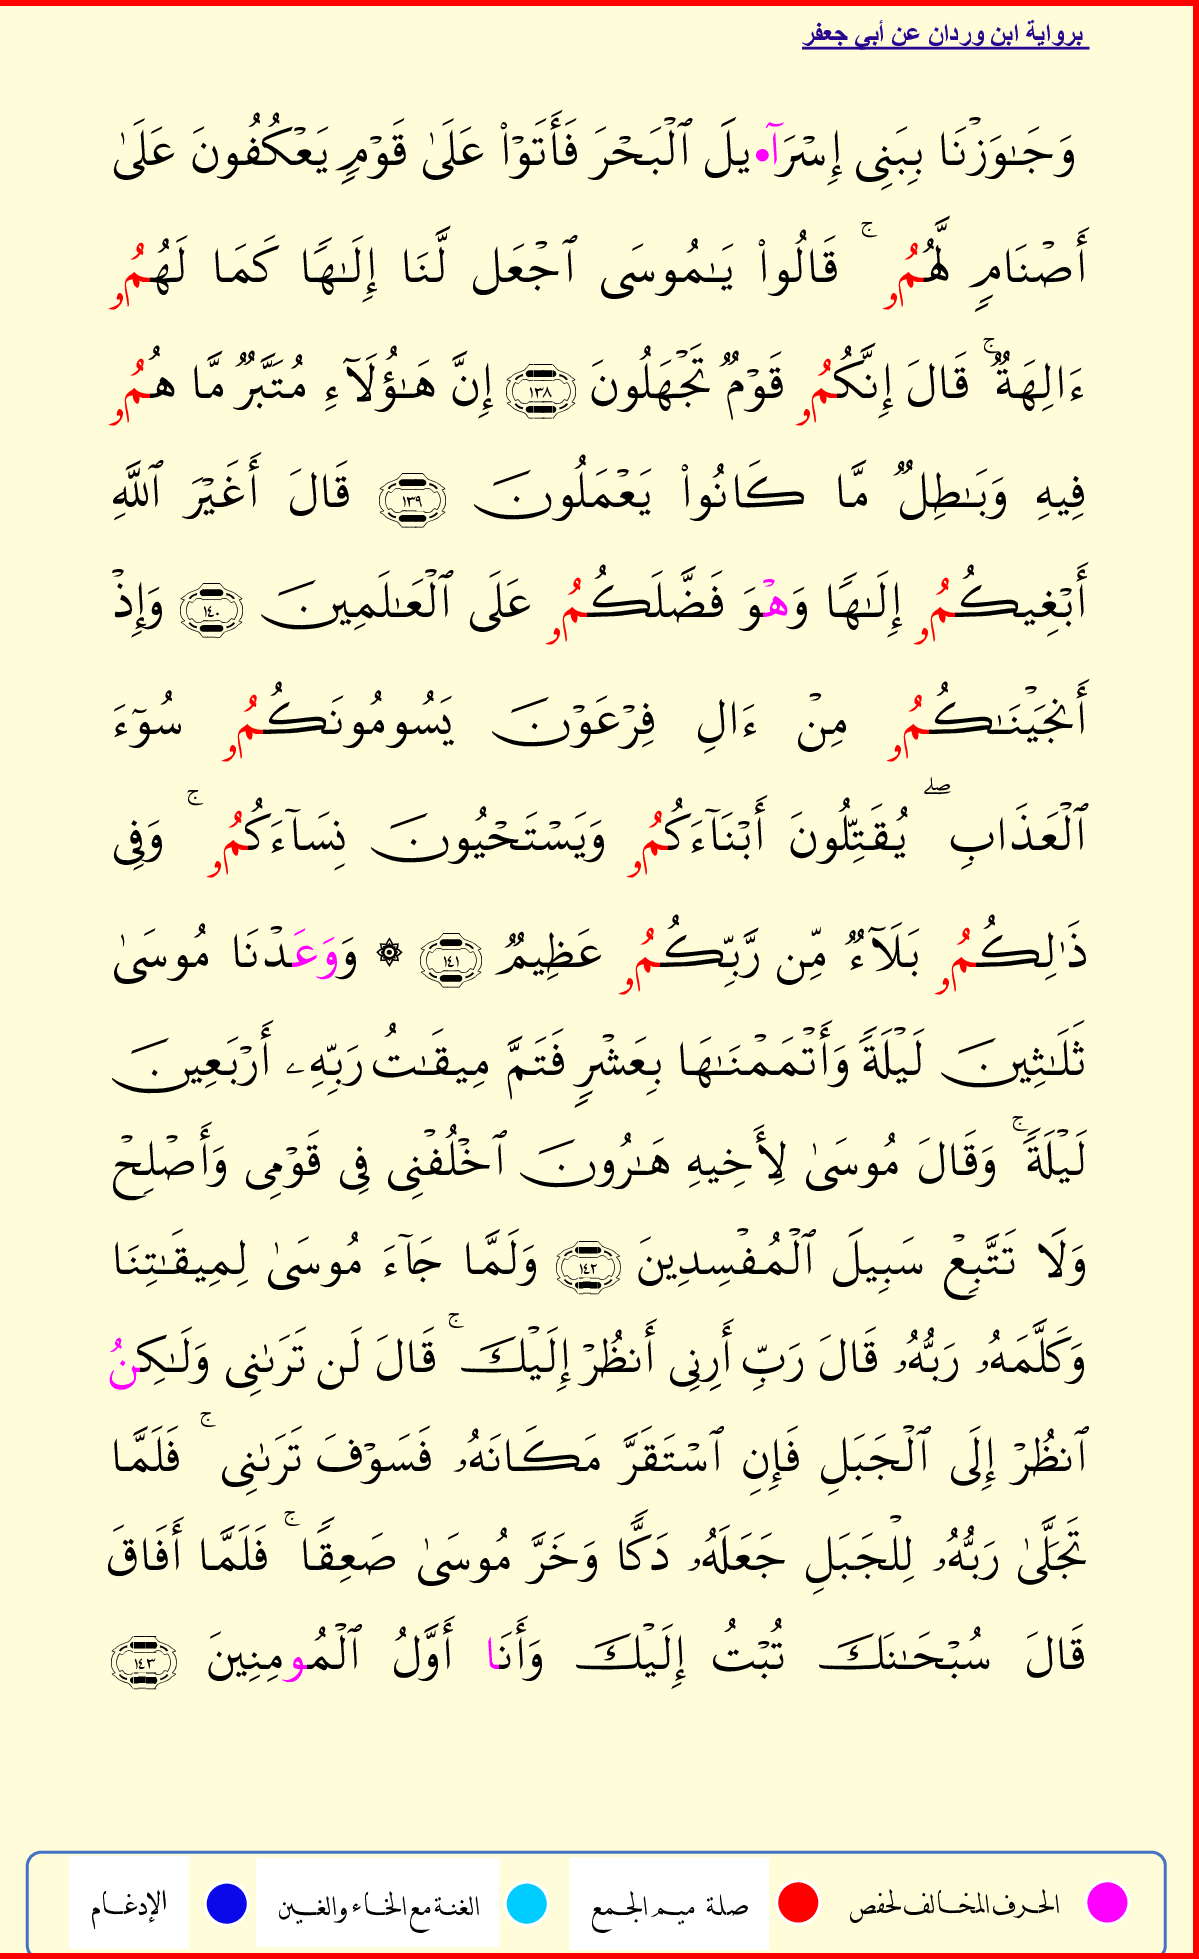 برواية ابن وردان عن أبي جعفر
وَجَٰوَزْنَا بِبَنِى إِسْرَآ•يلَ ٱلْبَحْرَ فَأَتَوْا۟ عَلَىٰ قَوْمٍ يَعْكُفُونَ عَلَىٰ
أَصْنَامٍ لَّهُمُۥ ۚ قَالُوا۟ يَٰمُوسَى ٱجْعَل لَّنَا إِلَٰهًا كَمَا لَهُمُۥ
ءَالِهَةٌ ۚ قَالَ إِنَّكُمُۥ قَوْمٌ تَجْهَلُونَ ١٣٨ إِنَّ هَٰؤُلَآءِ مُتَبَّرٌ مَّا هُمُۥ
فِيهِ وَبَٰطِلٌ مَّا كَانُوا۟ يَعْمَلُونَ ١٣٩ قَالَ أَغَيْرَ ٱللَّهِ
أَبْغِيكُمُۥ إِلَٰهًا وَهْوَ فَضَّلَكُمُۥ عَلَى ٱلْعَٰلَمِينَ ١٤٠ وَإِذْ
أَنجَيْنَٰكُمُۥ مِنْ ءَالِ فِرْعَوْنَ يَسُومُونَكُمُۥ سُوٓءَ
ٱلْعَذَابِ ۖ يُقَتِّلُونَ أَبْنَآءَكُمُۥ وَيَسْتَحْيُونَ نِسَآءَكُمُۥ ۚ وَفِى
ذَٰلِكُمُۥ بَلَآءٌ مِّن رَّبِّكُمُۥ عَظِيمٌ ١٤١ ۞ وَوَعَدْنَا مُوسَىٰ
ثَلَٰثِينَ لَيْلَةً وَأَتْمَمْنَٰهَا بِعَشْرٍ فَتَمَّ مِيقَٰتُ رَبِّهِۦ أَرْبَعِينَ
لَيْلَةً ۚ وَقَالَ مُوسَىٰ لِأَخِيهِ هَٰرُونَ ٱخْلُفْنِى فِى قَوْمِى وَأَصْلِحْ
وَلَا تَتَّبِعْ سَبِيلَ ٱلْمُفْسِدِينَ ١٤٢ وَلَمَّا جَآءَ مُوسَىٰ لِمِيقَٰتِنَا
وَكَلَّمَهُۥ رَبُّهُۥ قَالَ رَبِّ أَرِنِى أَنظُرْ إِلَيْكَ ۚ قَالَ لَن تَرَىٰنِى وَلَٰكِنُ
ٱنظُرْ إِلَى ٱلْجَبَلِ فَإِنِ ٱسْتَقَرَّ مَكَانَهُۥ فَسَوْفَ تَرَىٰنِى ۚ فَلَمَّا
تَجَلَّىٰ رَبُّهُۥ لِلْجَبَلِ جَعَلَهُۥ دَكًّا وَخَرَّ مُوسَىٰ صَعِقًا ۚ فَلَمَّا أَفَاقَ
قَالَ سُبْحَٰنَكَ تُبْتُ إِلَيْكَ وَأَنَا أَوَّلُ ٱلْمُومِنِينَ ١٤٣
الحرف المخالف لحفص صلة ميم الجمع الغنة مع الخاء والغين الإدغام